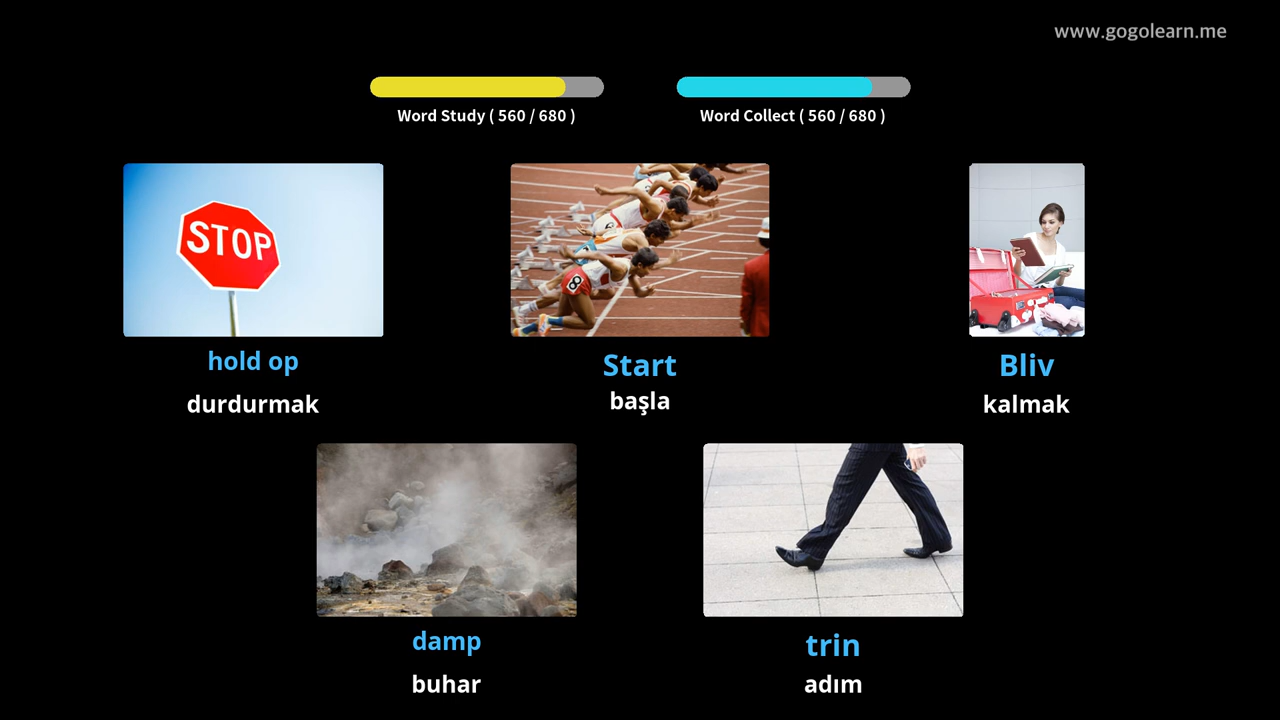 www.gogolearn.me
Word Study ( 560 / 680 )
Word Collect ( 560 / 680 )
STOP
8
hold op
Start
Bliv
durdurmak
başla
kalmak
damp
trin
buhar
adım